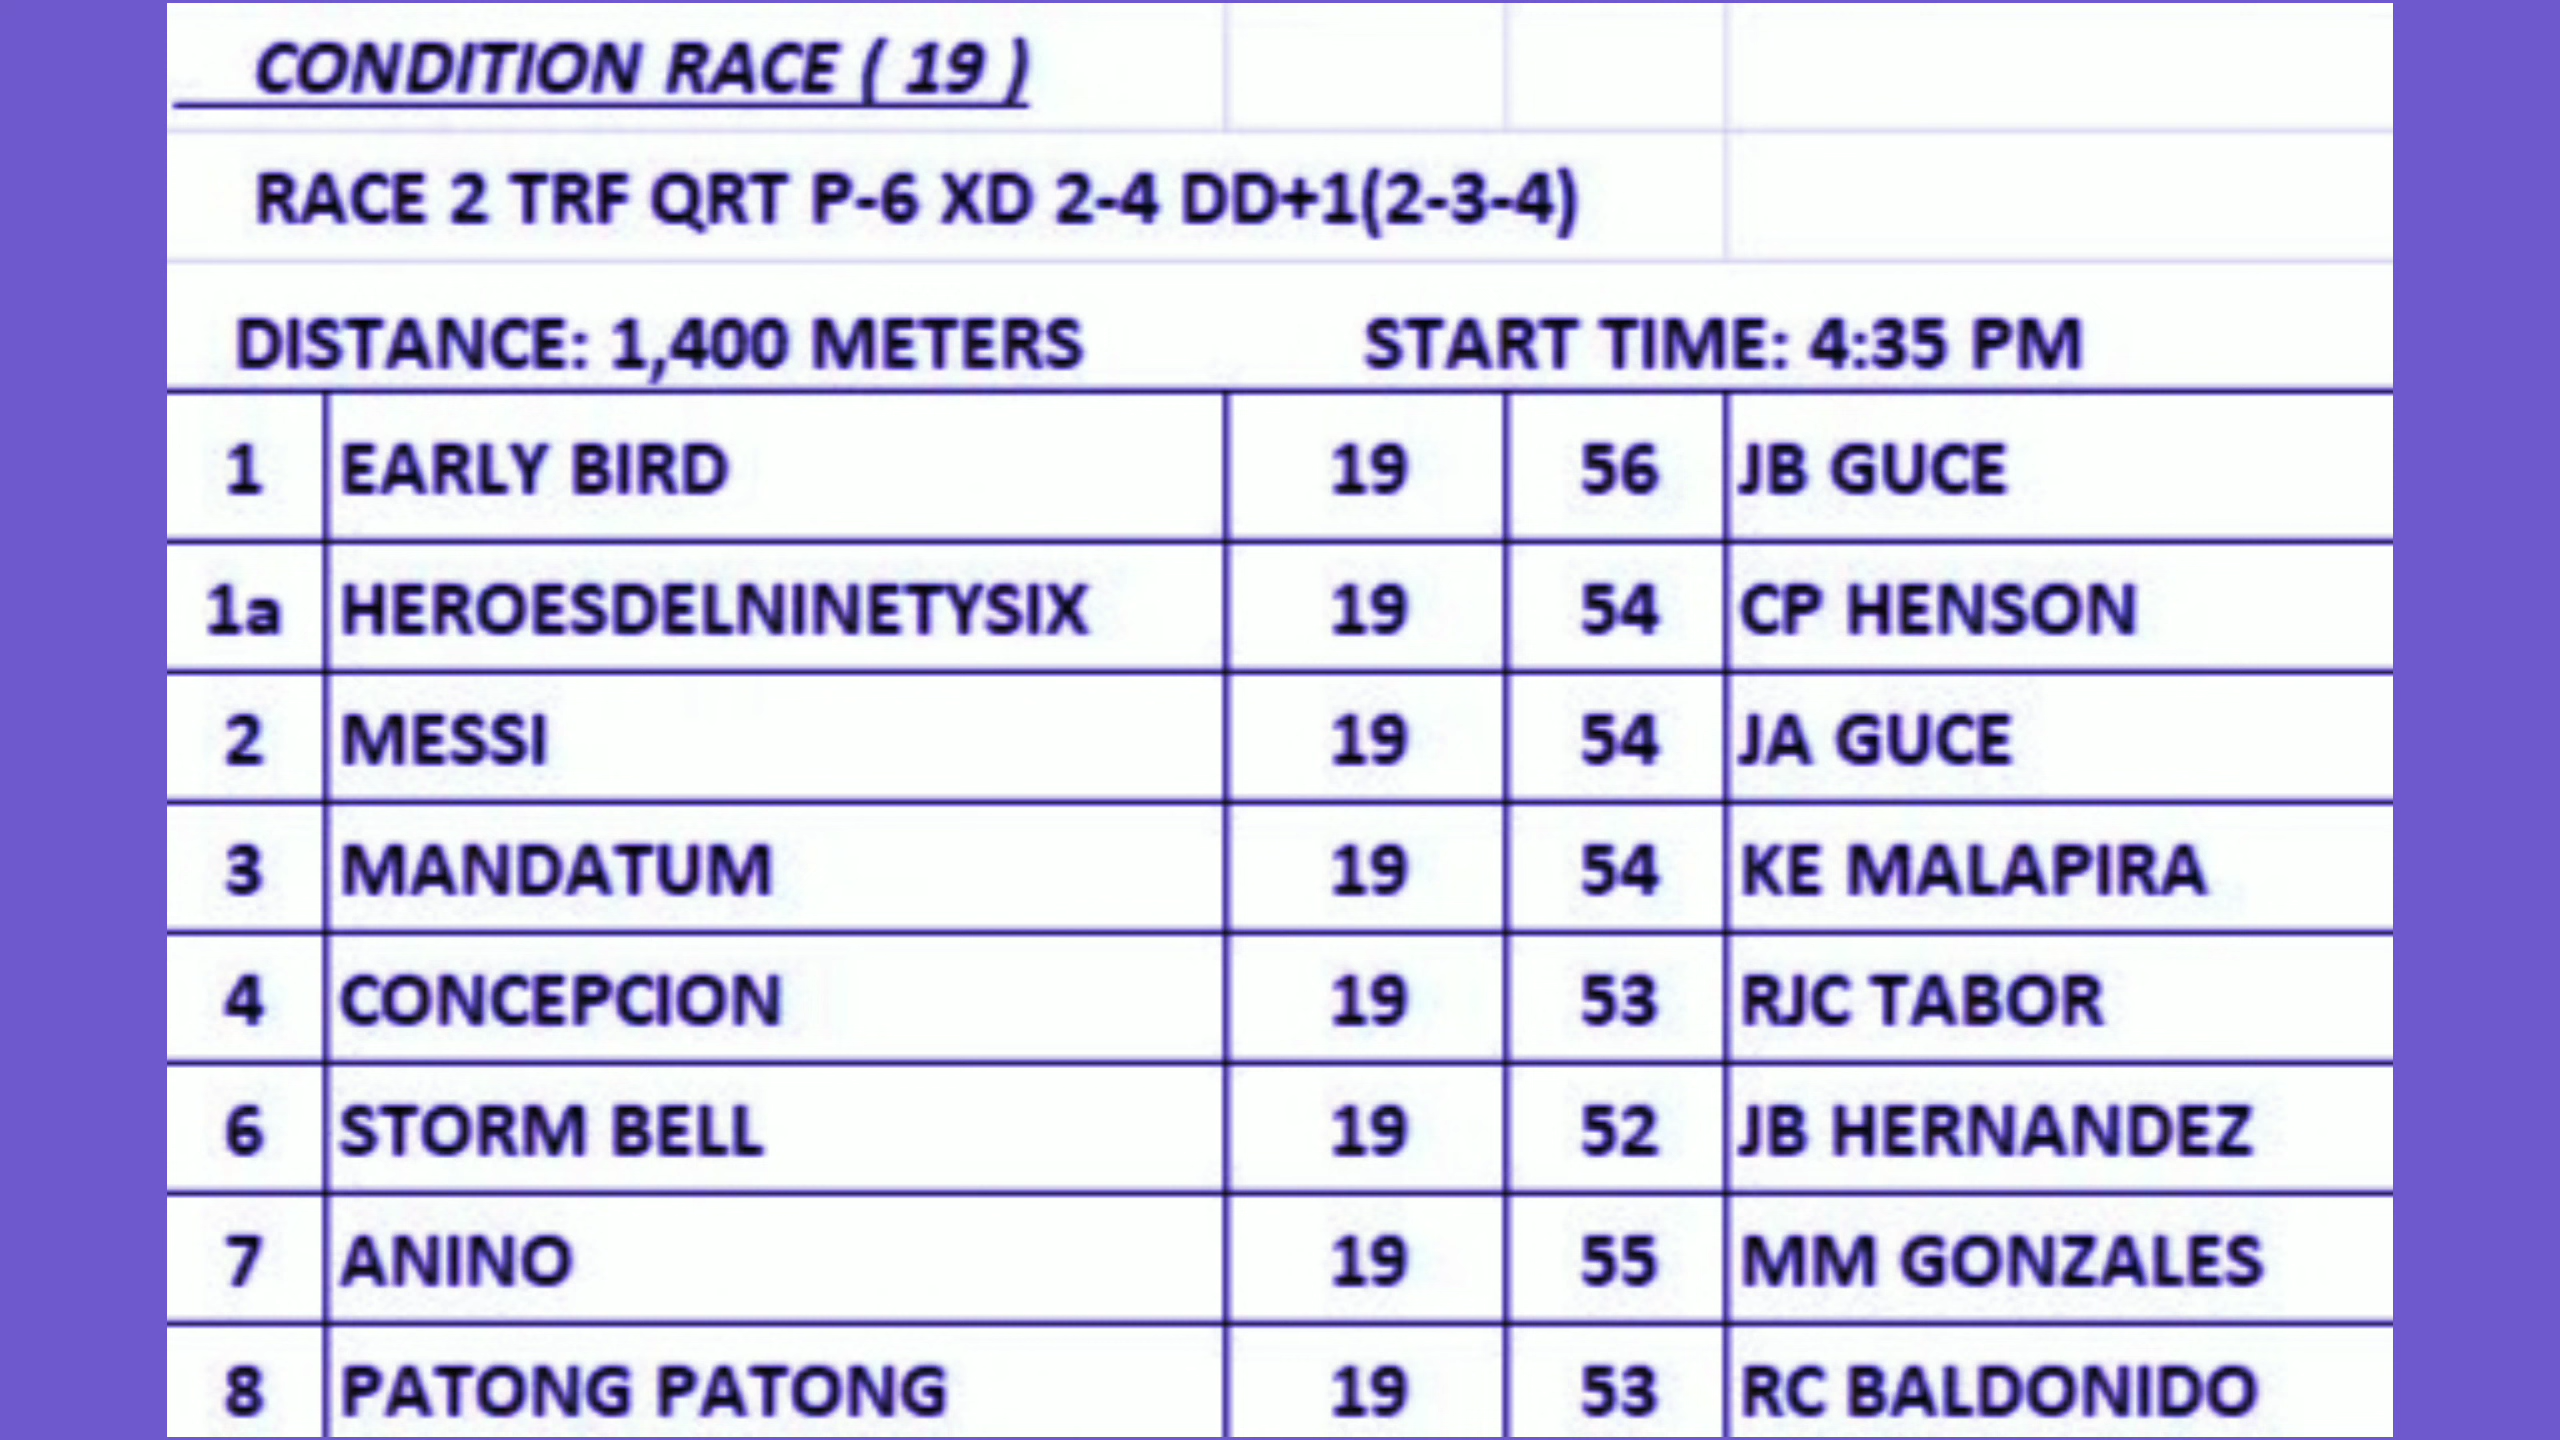 CONDITION RACE ( 19 )
RACE 2 TRF QRT P-6 XD 2-4 DD+1(2-3-4)
DISTANCE: 1,400 METERS START TIME: 4:35 PM
1 EARLY BIRD 19 56 JB GUCE
1a HEROESDELNINETYSIX 19 54 CP HENSON
2 MESSI 19 54 JA GUCE
3 MANDATUM 19 54 KE MALAPIRA
4 CONCEPCION 19 53 RJC TABOR
6 STORM BELL 19 52 JB HERNANDEZ
7 ANINO 19 55 MM GONZALES
8 PATONG PATONG 19 53 RC BALDONIDO